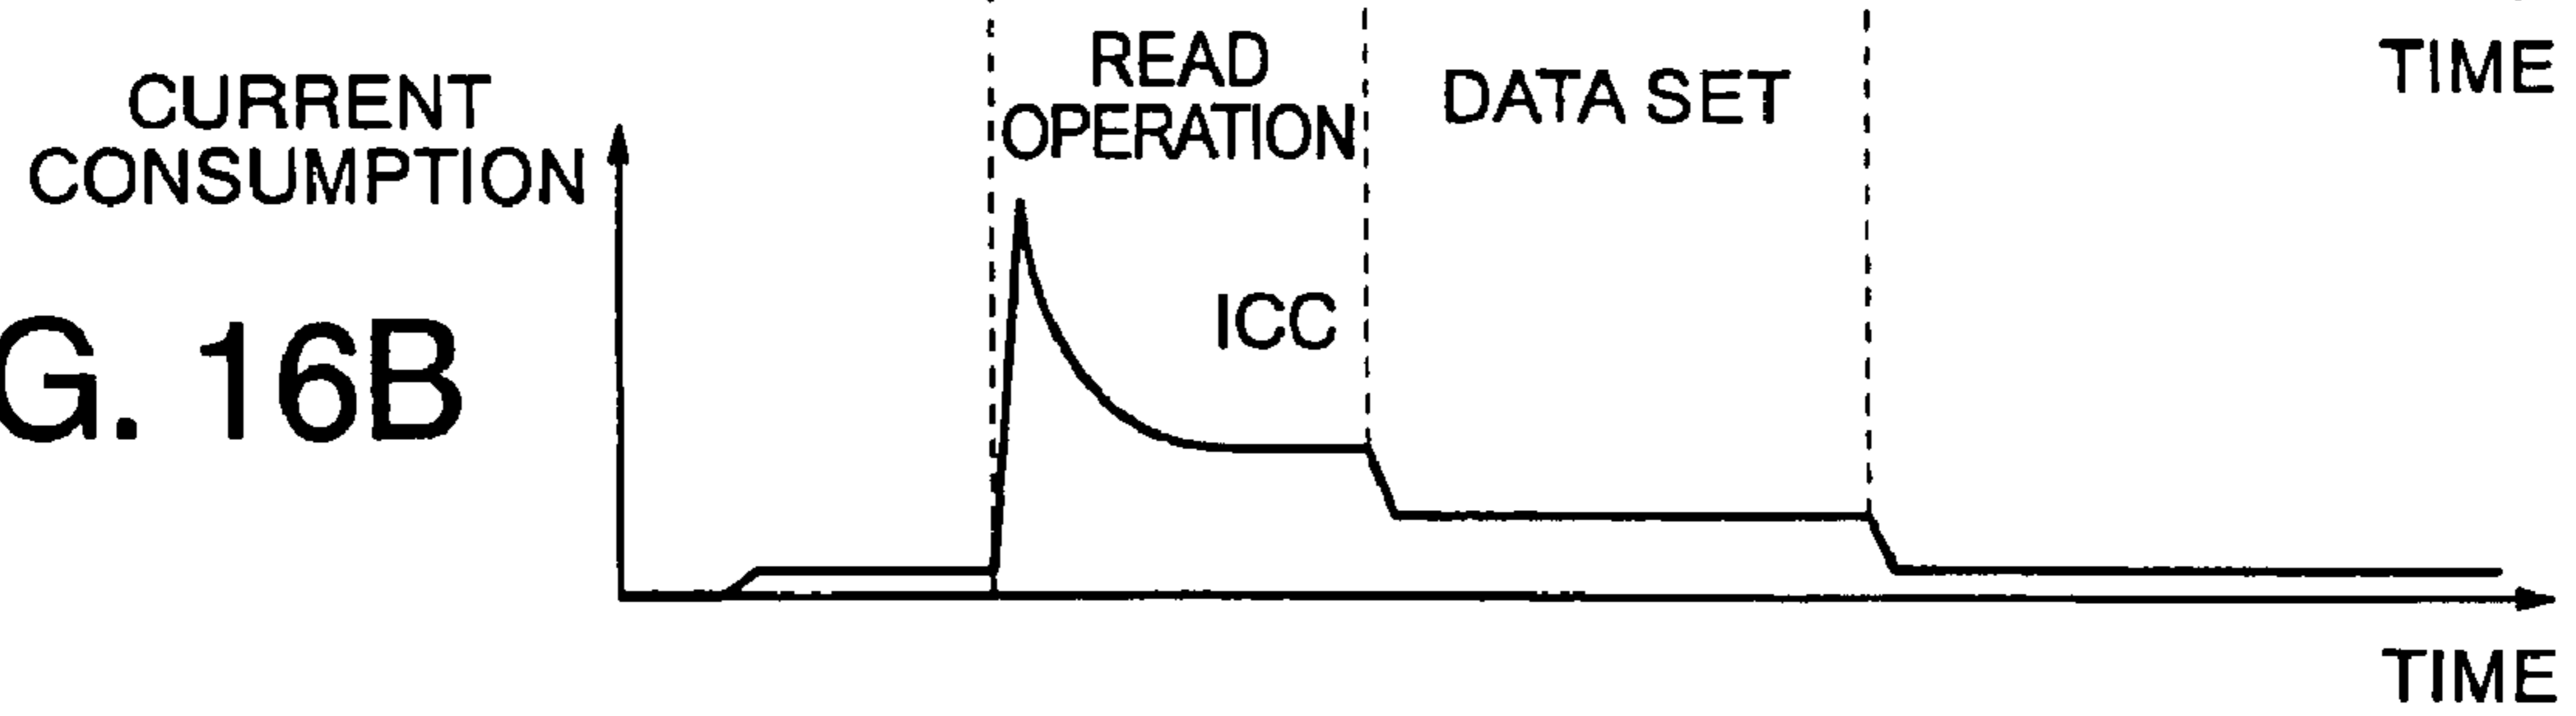 READ
OPERATION
DATA SET
TIME
CURRENT
CONSUMPTION
ICC
G. 16B
TIME